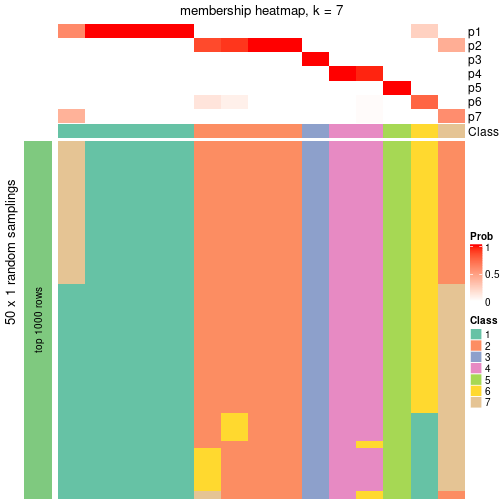 membership heatmap, k = 7
p1
p2
p3
p4
p5
p6
p7
Class
50 x 1 random samplings
top 1000 rows
Prob
1
0.5
0
Class
1
2
3
4
5
6
7